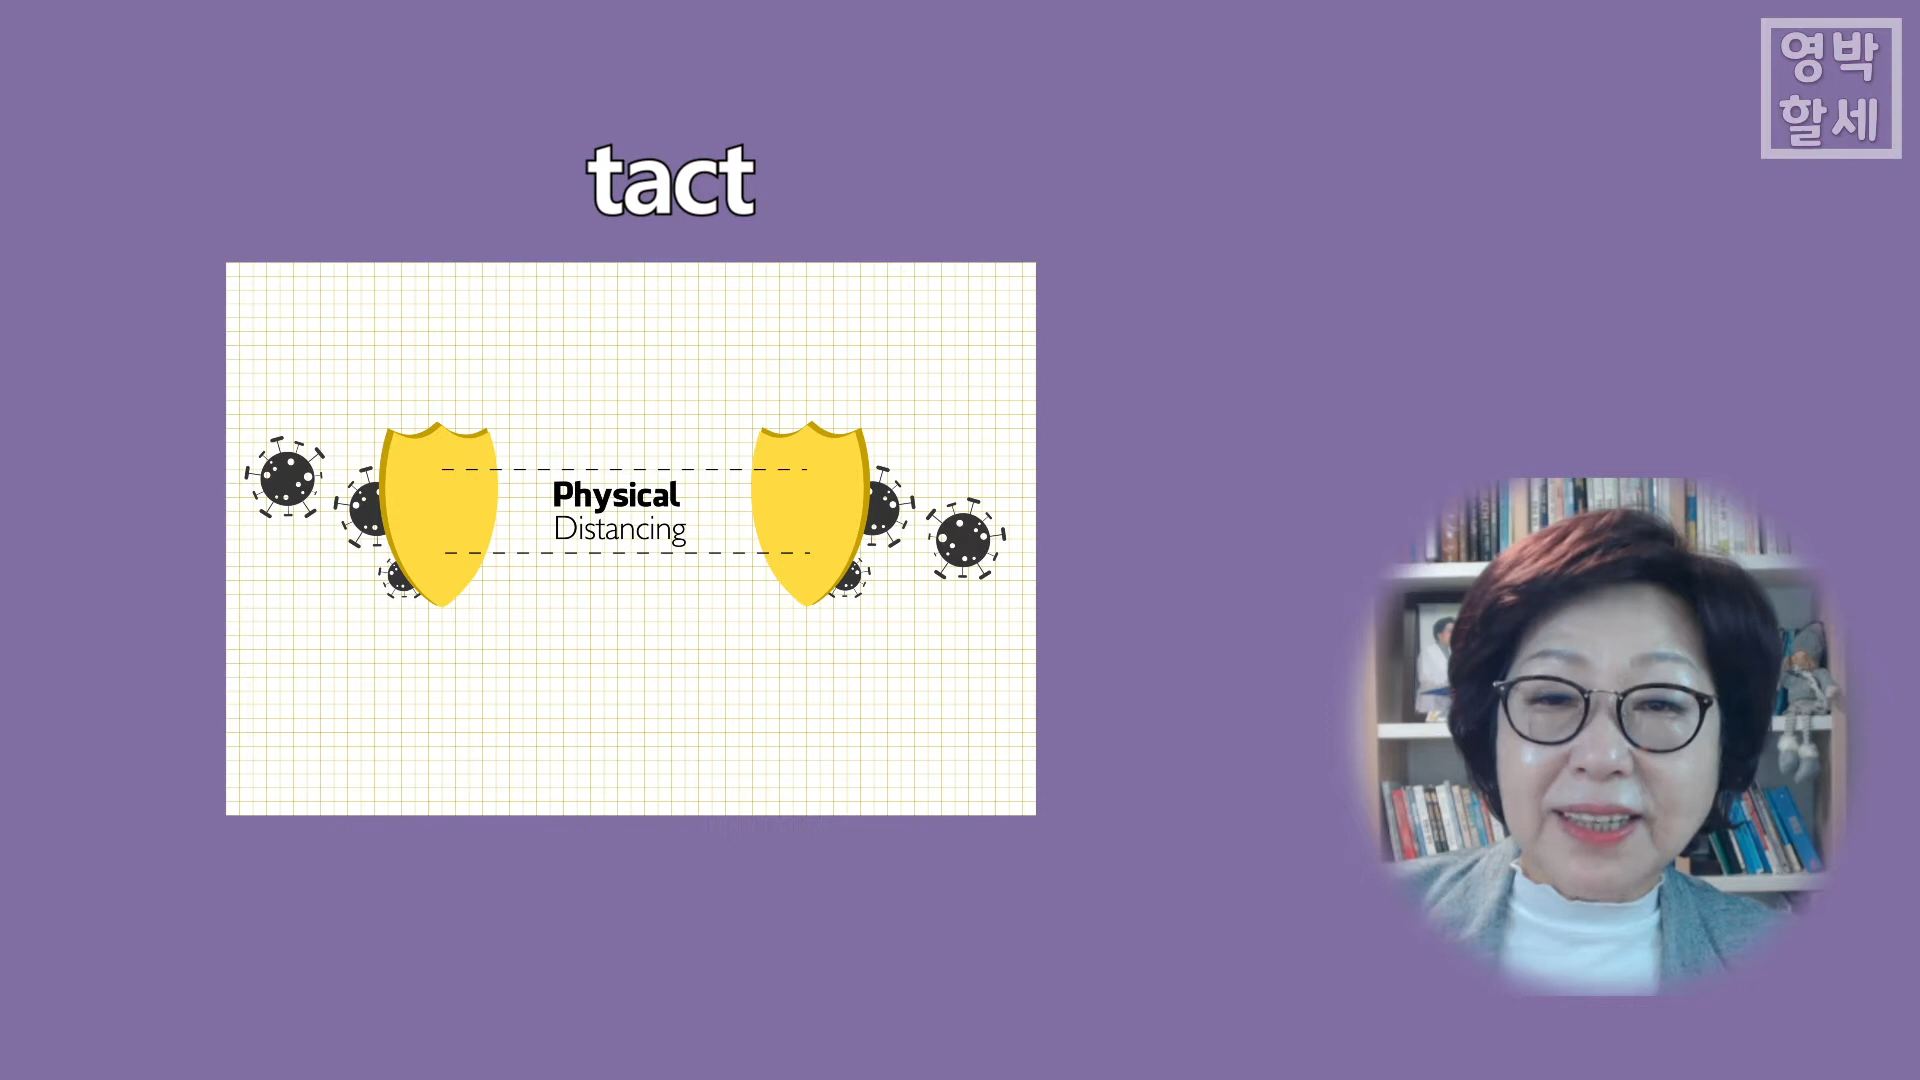 영박
할세
tact
Physical
Distancing